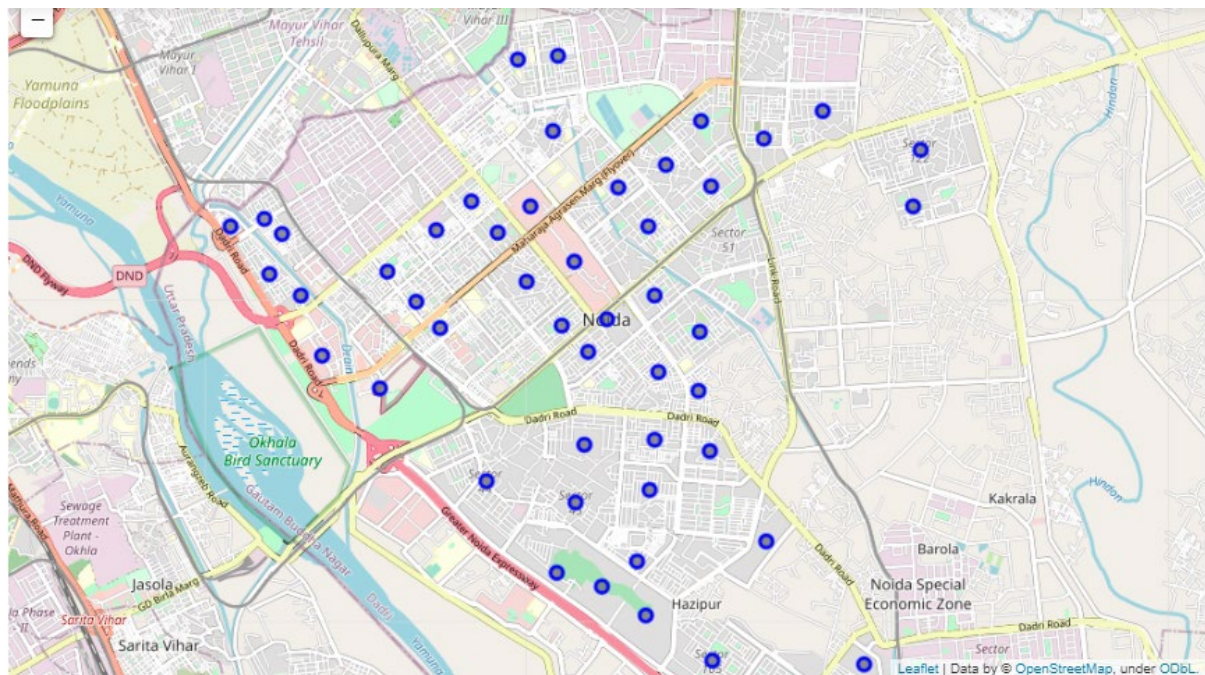 −
Mayur Vihar
Tehsil
Vihar III
Dallupura Marg
Mayur
Vihar I
Yamuna
Floodplains
Hindon
Maharaja Agrasen Marg (Flyover)
Yamuna
Dadri Road
Sector
51
DND
DND Flyway
Link Road
Uttar Pradesh
Noida
Drain
Dadri Road
Dadri Road
Dadri Road
Okhala
Bird Sanctuary
Aurangzeb Road
Mathura Road
Sewage
Treatment
Plant -
Okhla
Gautam Buddha Nagar
Sector
Greater Noida Expressway
Hindon
Kakrala
Barola
Dadri Road
Jasola
GD Birla Marg
Dadri
Noida Special
Economic Zone
Hazipur
Sarita Vihar
Sarita Vihar
Yamuna
Dadri Road
Sector
Leaflet | Data by © OpenStreetMap, under ODbL.